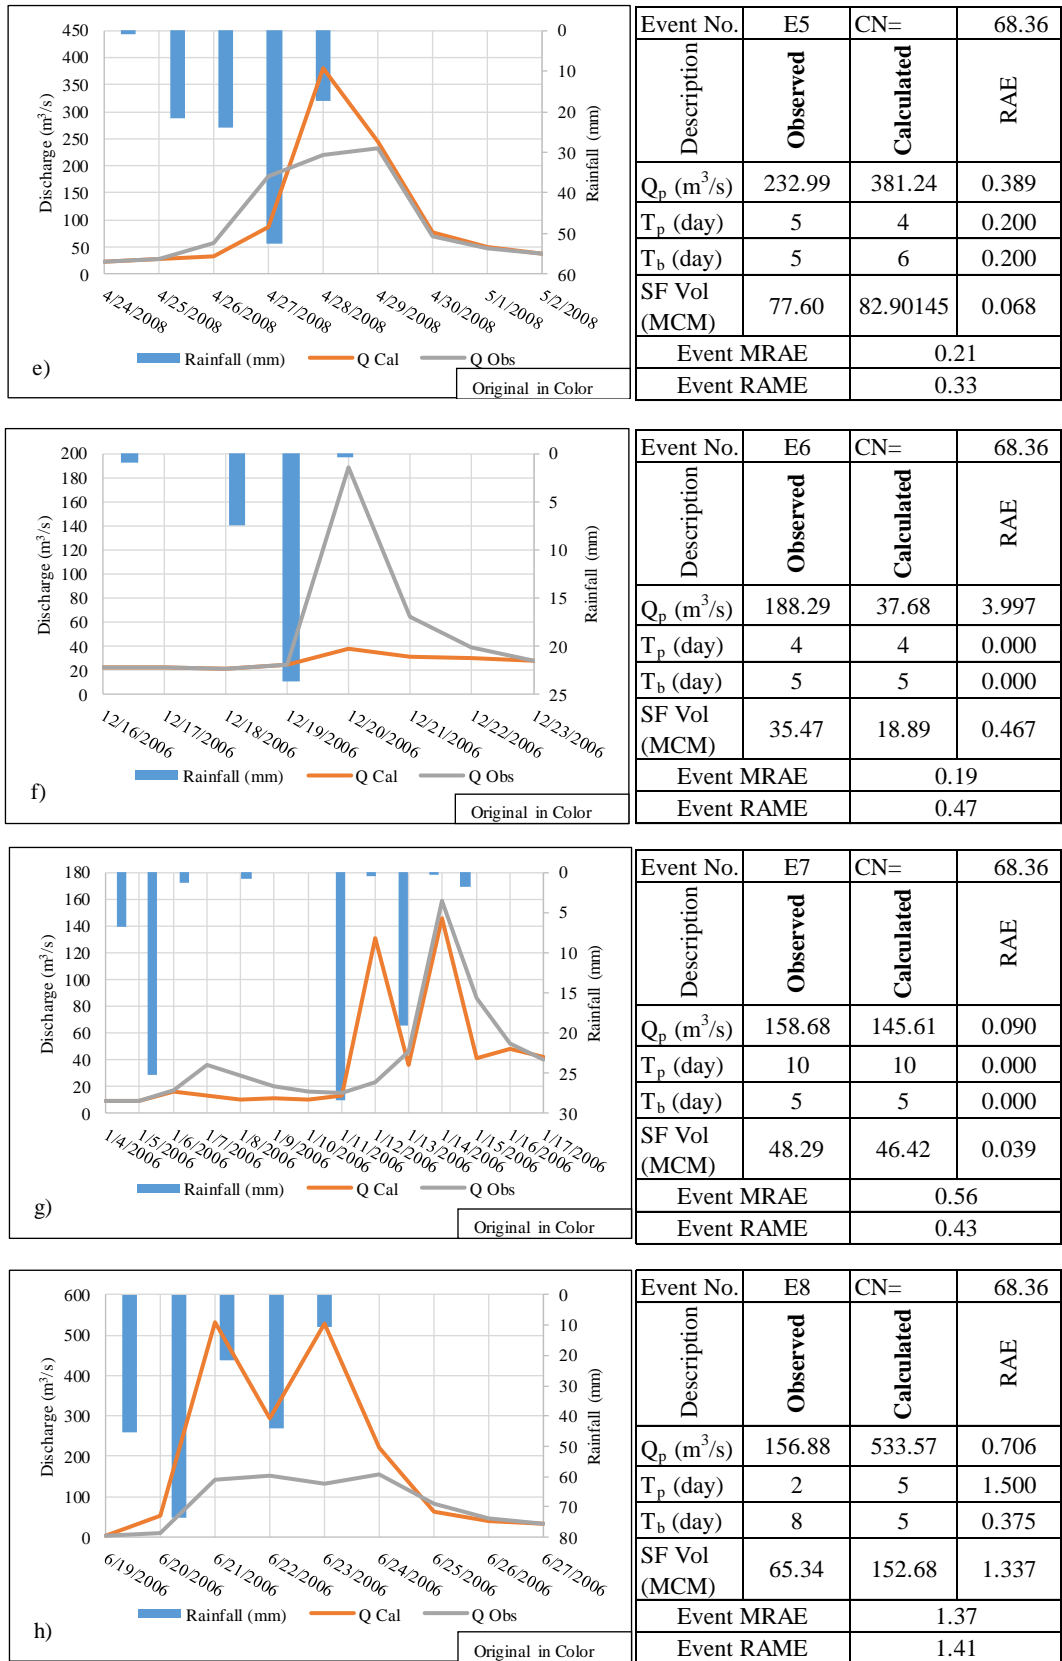 450
400
350
300
250
200
150
100
50
0
Discharge (m³/s)
0
10
20
30
40
50
60
Rainfall (mm)
4/24/2008
4/25/2008
4/26/2008
4/27/2008
4/28/2008
4/29/2008
4/30/2008
5/1/2008
5/2/2008
Rainfall (mm) Q Cal Q Obs
e)
Original in Color
Event No. E5 CN= 68.36
Description Observed Calculated RAE
Qp (m³/s) 232.99 381.24 0.389
Tp (day) 5 4 0.200
Tb (day) 5 6 0.200
SF Vol (MCM) 77.60 82.90145 0.068
Event MRAE 0.21
Event RAME 0.33
200
180
160
140
120
100
80
60
40
20
0
Discharge (m³/s)
0
5
10
15
20
25
Rainfall (mm)
12/16/2006
12/17/2006
12/18/2006
12/19/2006
12/20/2006
12/21/2006
12/22/2006
12/23/2006
Rainfall (mm) Q Cal Q Obs
f)
Original in Color
Event No. E6 CN= 68.36
Description Observed Calculated RAE
Qp (m³/s) 188.29 37.68 3.997
Tp (day) 4 4 0.000
Tb (day) 5 5 0.000
SF Vol (MCM) 35.47 18.89 0.467
Event MRAE 0.19
Event RAME 0.47
180
160
140
120
100
80
60
40
20
0
Discharge (m³/s)
0
5
10
15
20
25
30
Rainfall (mm)
1/4/2006
1/5/2006
1/6/2006
1/7/2006
1/8/2006
1/9/2006
1/10/2006
1/11/2006
1/12/2006
1/13/2006
1/14/2006
1/15/2006
1/16/2006
1/17/2006
Rainfall (mm) Q Cal Q Obs
g)
Original in Color
Event No. E7 CN= 68.36
Description Observed Calculated RAE
Qp (m³/s) 158.68 145.61 0.090
Tp (day) 10 10 0.000
Tb (day) 5 5 0.000
SF Vol (MCM) 48.29 46.42 0.039
Event MRAE 0.56
Event RAME 0.43
600
500
400
300
200
100
0
Discharge (m³/s)
0
10
20
30
40
50
60
70
80
Rainfall (mm)
6/19/2006
6/20/2006
6/21/2006
6/22/2006
6/23/2006
6/24/2006
6/25/2006
6/26/2006
6/27/2006
Rainfall (mm) Q Cal Q Obs
h)
Original in Color
Event No. E8 CN= 68.36
Description Observed Calculated RAE
Qp (m³/s) 156.88 533.57 0.706
Tp (day) 2 5 1.500
Tb (day) 8 5 0.375
SF Vol (MCM) 65.34 152.68 1.337
Event MRAE 1.37
Event RAME 1.41